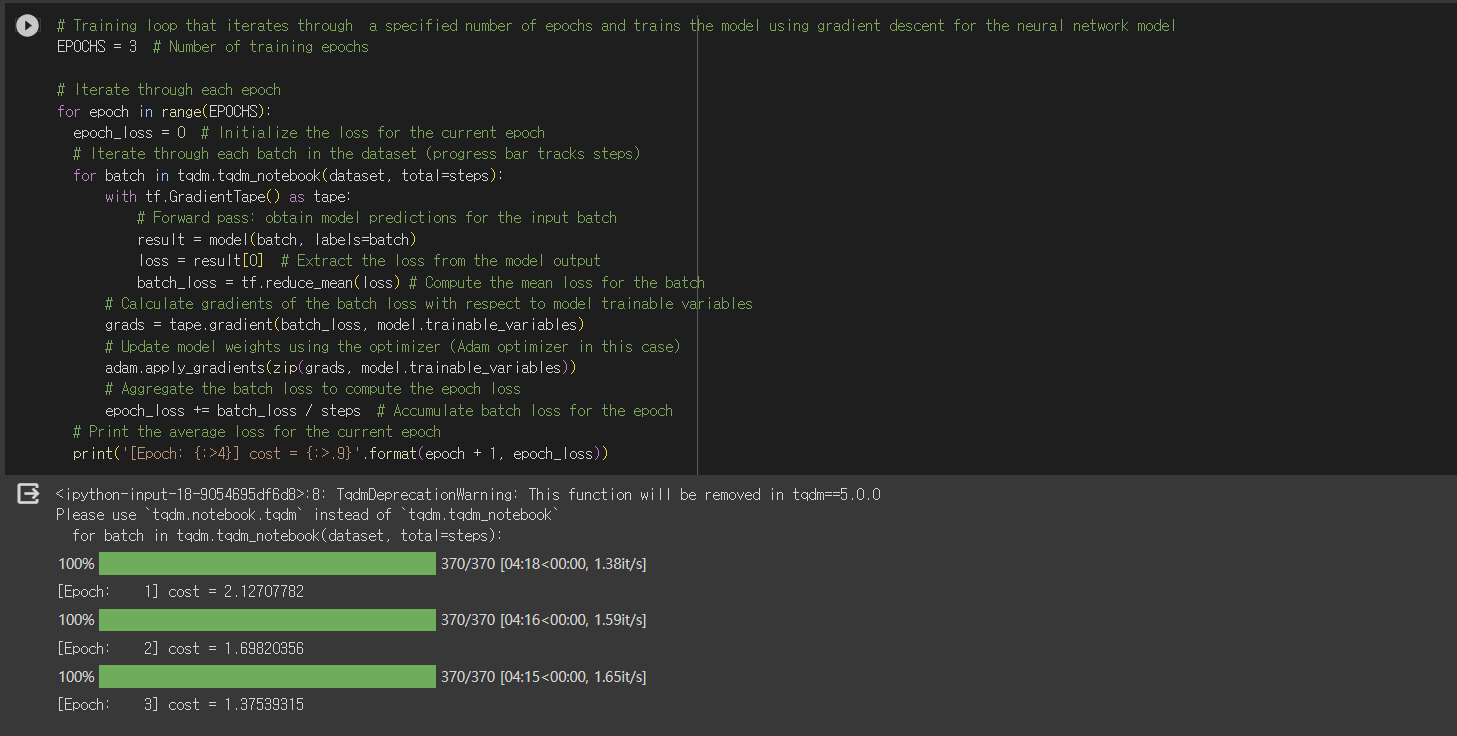 # Training loop that iterates through  a specified number of epochs and trains the model using gradient descent for the neural network model
EPOCHS = 3  # Number of training epochs
# Iterate through each epoch
for epoch in range(EPOCHS):
  epoch_loss = 0  # Initialize the loss for the current epoch
  # Iterate through each batch in the dataset (progress bar tracks steps)
  for batch in tqdm.tqdm_notebook(dataset, total=steps):
      with tf.GradientTape() as tape:
          # Forward pass: obtain model predictions for the input batch
          result = model(batch, labels=batch)
          loss = result[0]  # Extract the loss from the model output
          batch_loss = tf.reduce_mean(loss) # Compute the mean loss for the batch
      # Calculate gradients of the batch loss with respect to model trainable variables
      grads = tape.gradient(batch_loss, model.trainable_variables)
      # Update model weights using the optimizer (Adam optimizer in this case)
      adam.apply_gradients(zip(grads, model.trainable_variables))
      # Aggregate the batch loss to compute the epoch loss
      epoch_loss += batch_loss / steps  # Accumulate batch loss for the epoch
  # Print the average loss for the current epoch
  print('[Epoch: {:>4}] cost = {:>.9}'.format(epoch + 1, epoch_loss))
<ipython-input-18-9054695df6d8>:8: TqdmDeprecationWarning: This function will be removed in tqdm==5.0.0
Please use `tqdm.notebook.tqdm` instead of `tqdm.tqdm_notebook`
  for batch in tqdm.tqdm_notebook(dataset, total=steps):
100% 370/370 [04:18<00:00, 1.38it/s]
[Epoch:    1] cost = 2.12707782
100% 370/370 [04:16<00:00, 1.59it/s]
[Epoch:    2] cost = 1.69820356
100% 370/370 [04:15<00:00, 1.65it/s]
[Epoch:    3] cost = 1.37539315